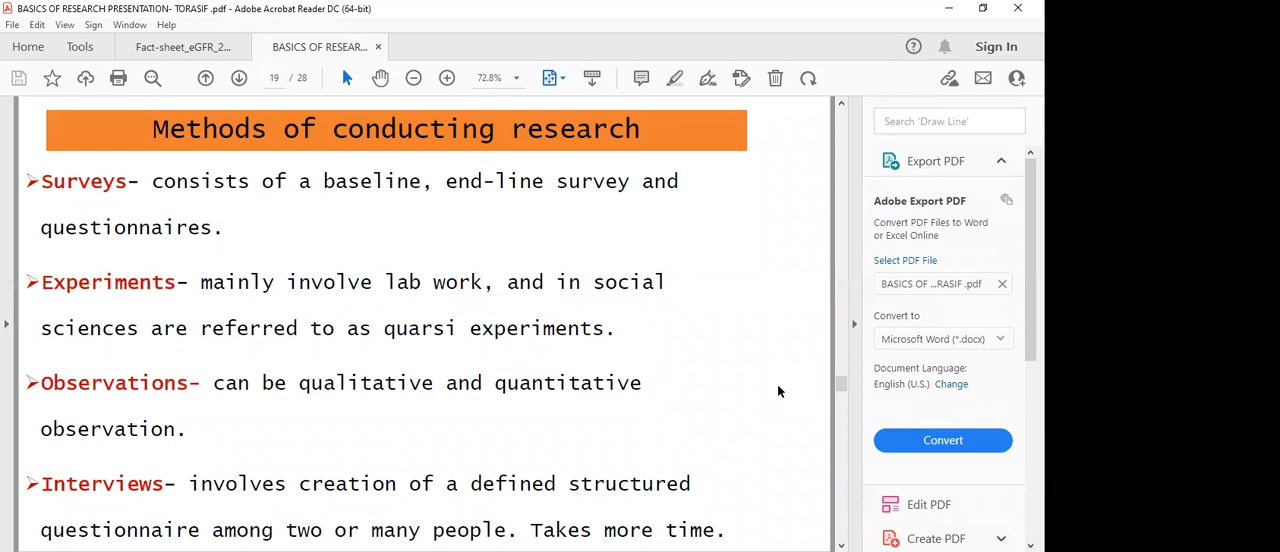 BASICS OF RESEARCH PRESENTATION- TORASIF .pdf - Adobe Acrobat Reader DC (64-bit)
File Edit View Sign Window Help
Home Tools Fact-sheet_eGFR_2... BASICS OF RESEAR... Sign In
19 / 28 72.8%
Methods of conducting research
Surveys- consists of a baseline, end-line survey and
questionnaires.
Experiments- mainly involve lab work, and in social
sciences are referred to as quarsi experiments.
Observations- can be qualitative and quantitative
observation.
Interviews- involves creation of a defined structured
questionnaire among two or many people. Takes more time.
Search 'Draw Line'
Export PDF
Adobe Export PDF
Convert PDF Files to Word
or Excel Online
Select PDF File
BASICS OF ...RASIF .pdf
Convert to
Microsoft Word (*.docx)
Document Language:
English (U.S.) Change
Convert
Edit PDF
Create PDF